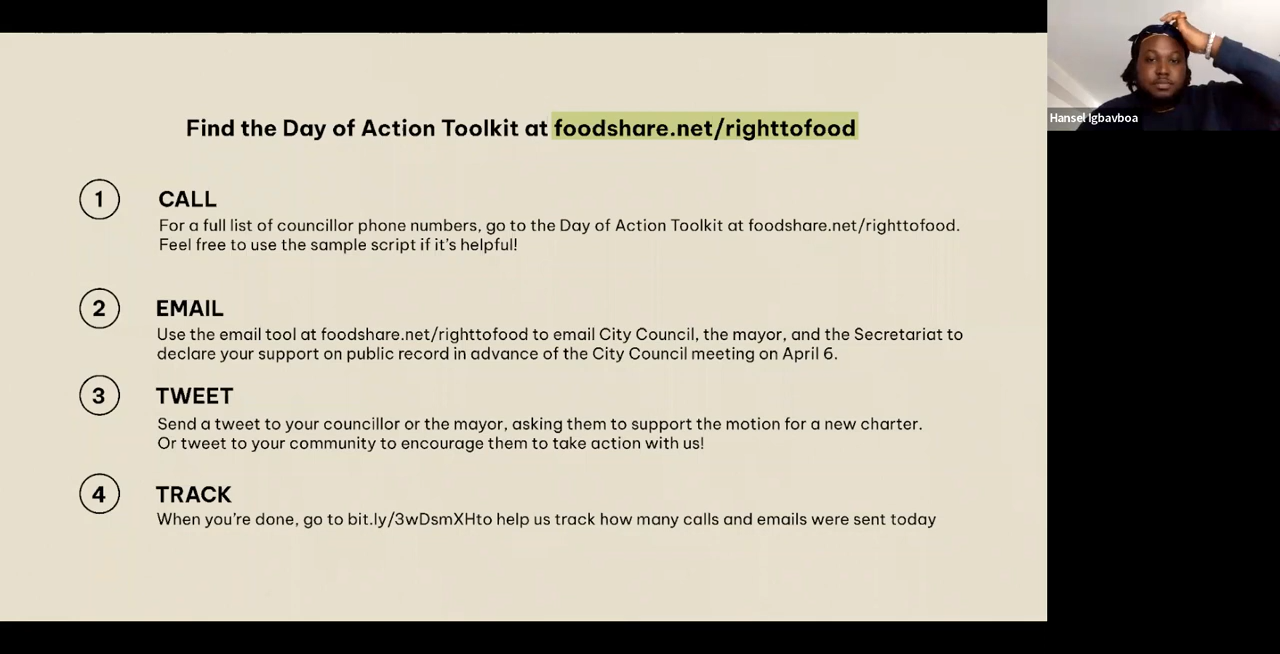 Find the Day of Action Toolkit at foodshare.net/righttofood
1
CALL
For a full list of councillor phone numbers, go to the Day of Action Toolkit at foodshare.net/righttofood.
Feel free to use the sample script if it's helpful!
2
EMAIL
Use the email tool at foodshare.net/righttofood to email City Council, the mayor, and the Secretariat to
declare your support on public record in advance of the City Council meeting on April 6.
3
TWEET
Send a tweet to your councillor or the mayor, asking them to support the motion for a new charter.
Or tweet to your community to encourage them to take action with us!
4
TRACK
When you're done, go to bit.ly/3wDsmXHto help us track how many calls and emails were sent today
Hansel Igbavboa